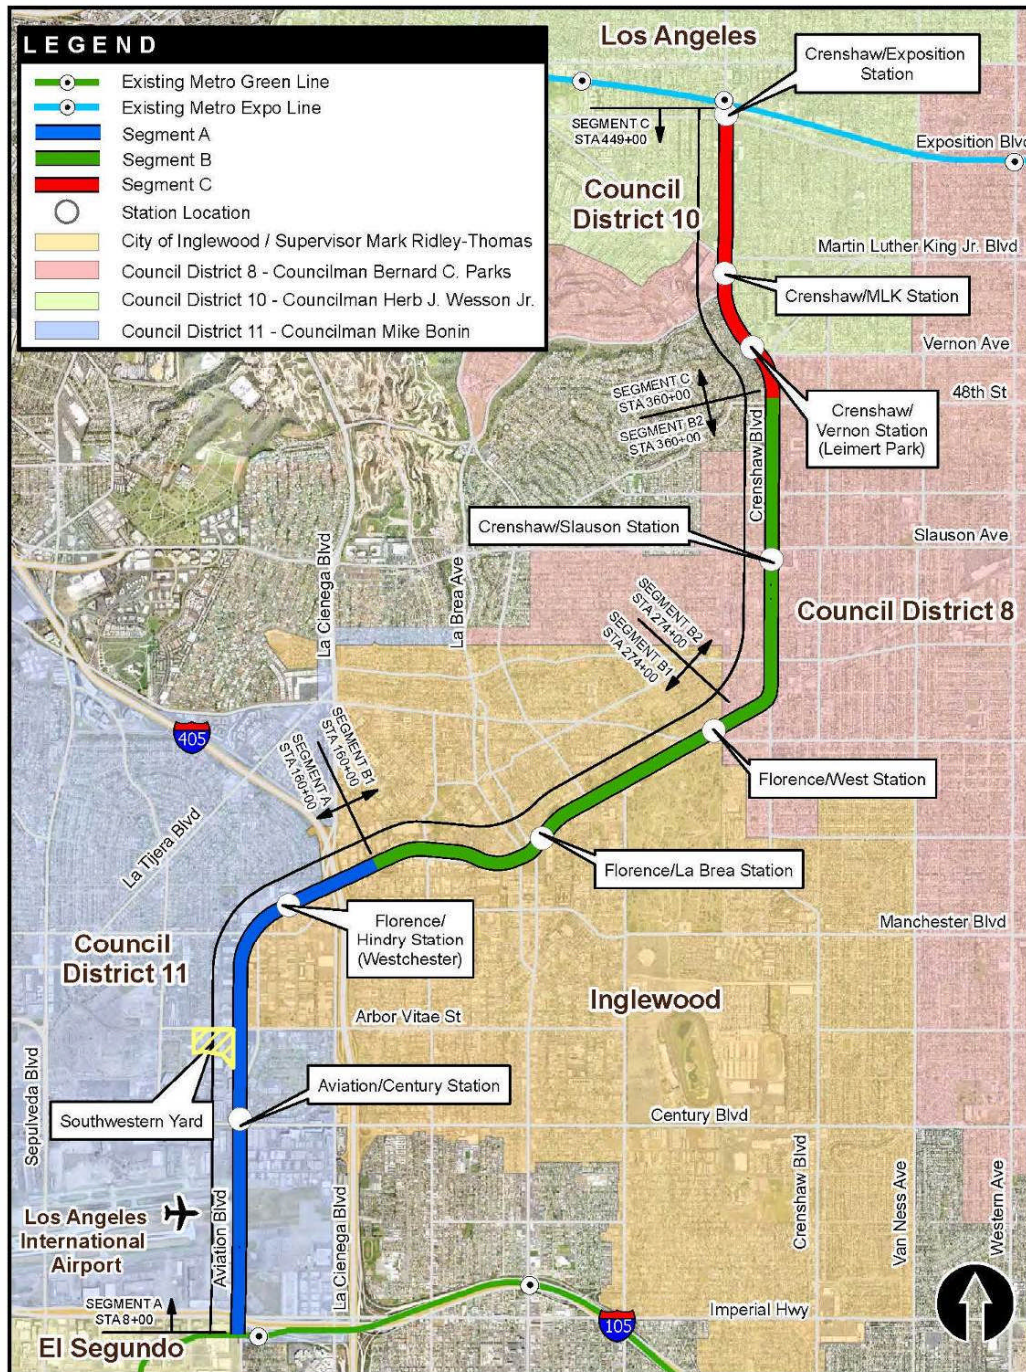 LEGEND
Existing Metro Green Line
Existing Metro Expo Line
Segment A
Segment B
Segment C
Station Location
City of Inglewood / Supervisor Mark Ridley-Thomas
Council District 8 - Councilman Bernard C. Parks
Council District 10 - Councilman Herb J. Wesson Jr.
Council District 11 - Councilman Mike Bonin
Los Angeles
Crenshaw/Exposition
Station
SEGMENT C
STA 449+00
Exposition Blvd
Council
District 10
Martin Luther King Jr. Blvd
Crenshaw/MLK Station
Vernon Ave
SEGMENT C
STA 360+00
SEGMENT B2
STA 360+00
48th St
Crenshaw/
Vernon Station
(Leimert Park)
Crenshaw Blvd
Crenshaw/Slauson Station
Slauson Ave
La Cienega Blvd
La Brea Ave
SEGMENT B2
STA 274+00
SEGMENT B1
STA 274+00
Council District 8
405
SEGMENT B1
STA 160+00
SEGMENT A
STA 160+00
Florence/West Station
La Tijera Blvd
Florence/La Brea Station
Florence/
Hindry Station
(Westchester)
Manchester Blvd
Council
District 11
Inglewood
Arbor Vitae St
Sepulveda Blvd
Aviation/Century Station
Southwestern Yard
Century Blvd
Crenshaw Blvd
Van Ness Ave
Western Ave
Los Angeles
International
Airport
Aviation Blvd
La Cienega Blvd
SEGMENT A
STA 8+00
Imperial Hwy
105
El Segundo